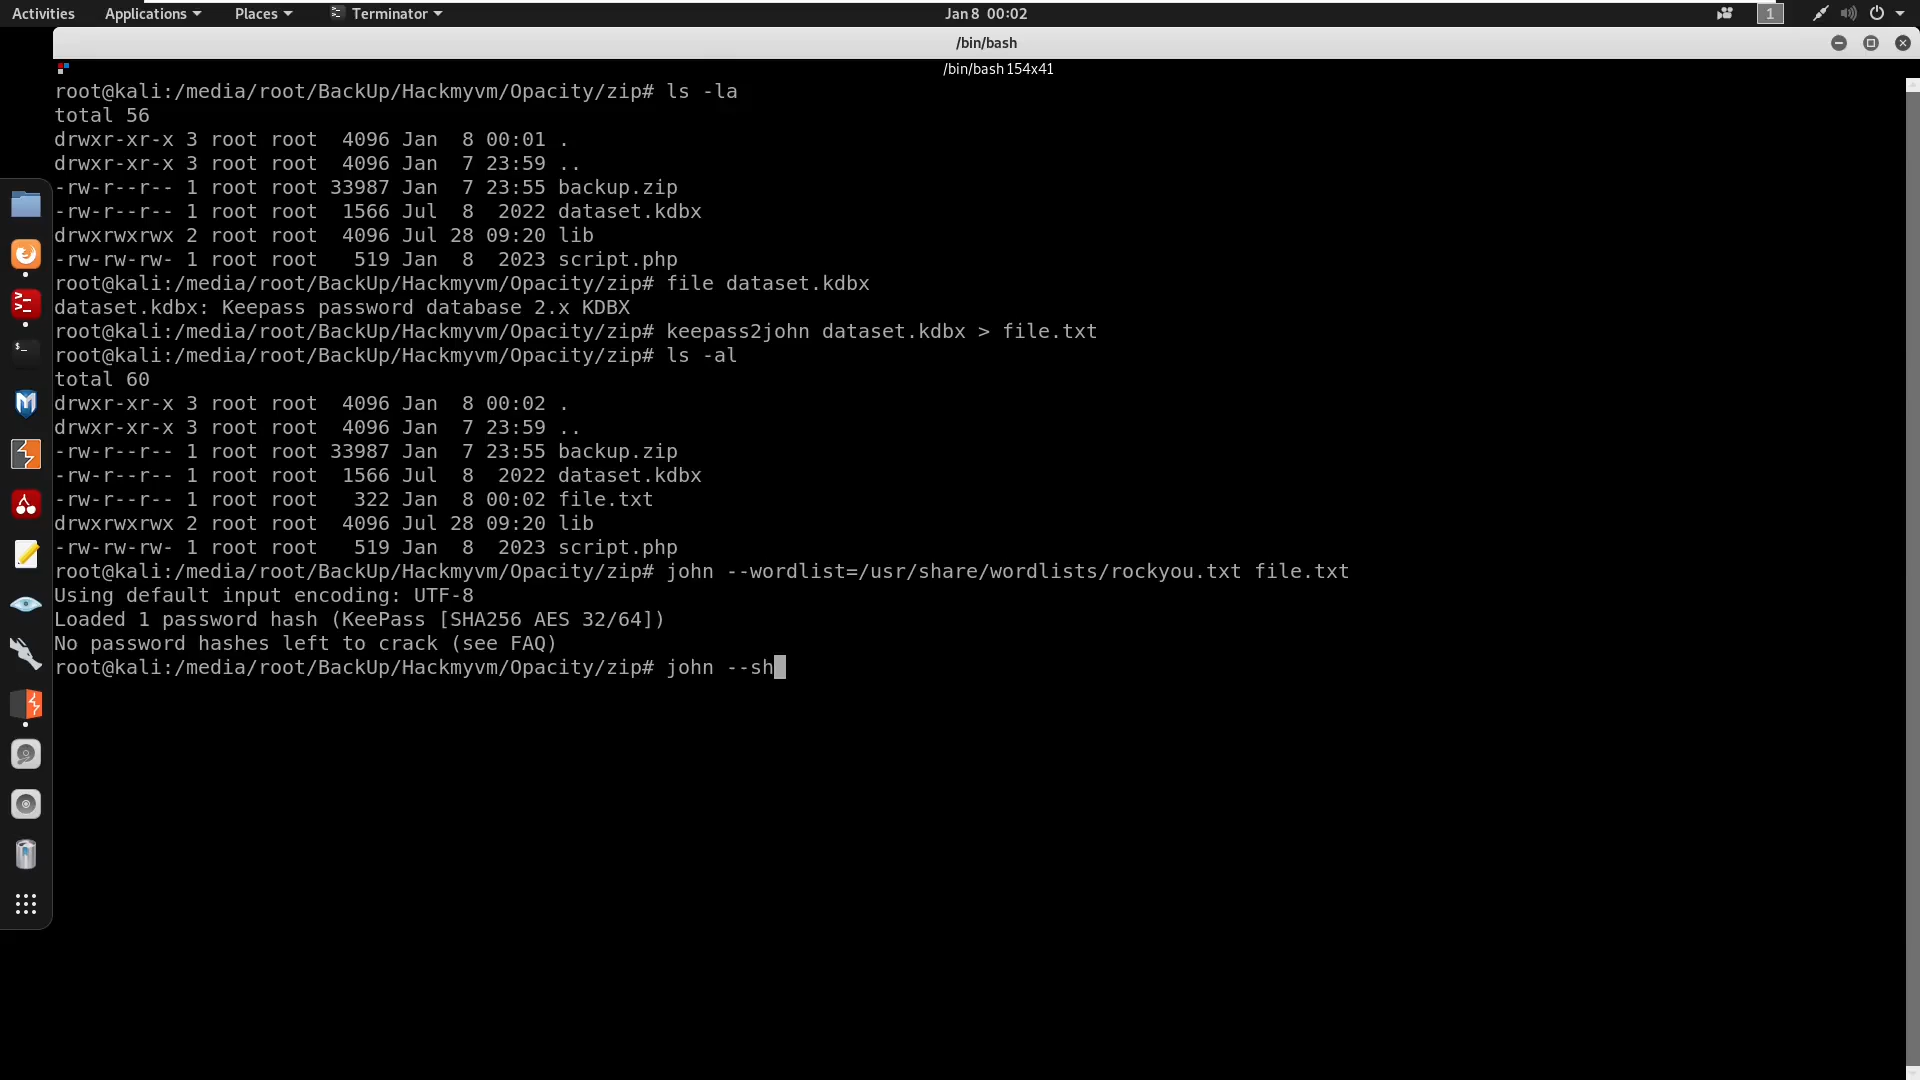 Activities Applications Places Terminator Jan 8 00:02 1
/bin/bash
/bin/bash 154x41
root@kali:/media/root/BackUp/Hackmyvm/Opacity/zip# ls -la
total 56
drwxr-xr-x 3 root root  4096 Jan  8 00:01 .
drwxr-xr-x 3 root root  4096 Jan  7 23:59 ..
-rw-r--r-- 1 root root 33987 Jan  7 23:55 backup.zip
-rw-r--r-- 1 root root  1566 Jul  8  2022 dataset.kdbx
drwxrwxrwx 2 root root  4096 Jul 28 09:20 lib
-rw-rw-rw- 1 root root   519 Jan  8  2023 script.php
root@kali:/media/root/BackUp/Hackmyvm/Opacity/zip# file dataset.kdbx
dataset.kdbx: Keepass password database 2.x KDBX
root@kali:/media/root/BackUp/Hackmyvm/Opacity/zip# keepass2john dataset.kdbx > file.txt
root@kali:/media/root/BackUp/Hackmyvm/Opacity/zip# ls -al
total 60
drwxr-xr-x 3 root root  4096 Jan  8 00:02 .
drwxr-xr-x 3 root root  4096 Jan  7 23:59 ..
-rw-r--r-- 1 root root 33987 Jan  7 23:55 backup.zip
-rw-r--r-- 1 root root  1566 Jul  8  2022 dataset.kdbx
-rw-r--r-- 1 root root   322 Jan  8 00:02 file.txt
drwxrwxrwx 2 root root  4096 Jul 28 09:20 lib
-rw-rw-rw- 1 root root   519 Jan  8  2023 script.php
root@kali:/media/root/BackUp/Hackmyvm/Opacity/zip# john --wordlist=/usr/share/wordlists/rockyou.txt file.txt
Using default input encoding: UTF-8
Loaded 1 password hash (KeePass [SHA256 AES 32/64])
No password hashes left to crack (see FAQ)
root@kali:/media/root/BackUp/Hackmyvm/Opacity/zip# john --sh